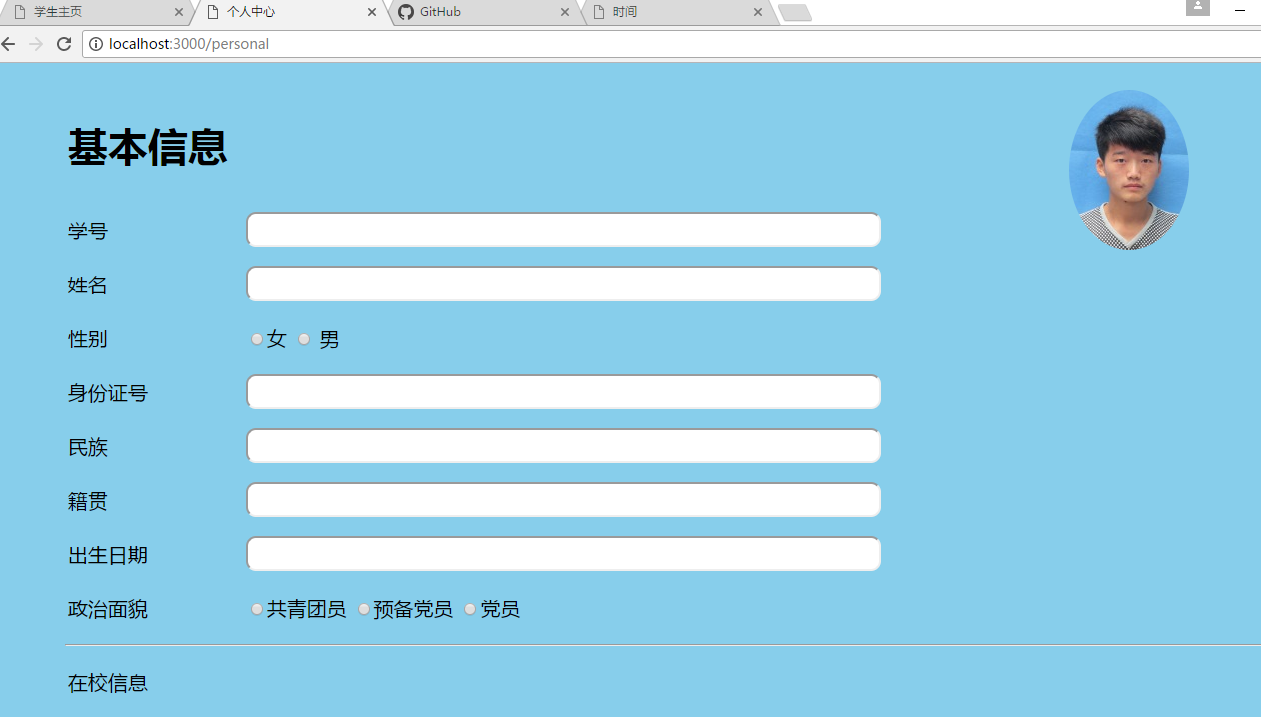 学生主页 个人中心 GitHub 时间
localhost:3000/personal
基本信息
学号
姓名
性别 女 男
身份证号
民族
籍贯
出生日期
政治面貌 共青团员 预备党员 党员
在校信息